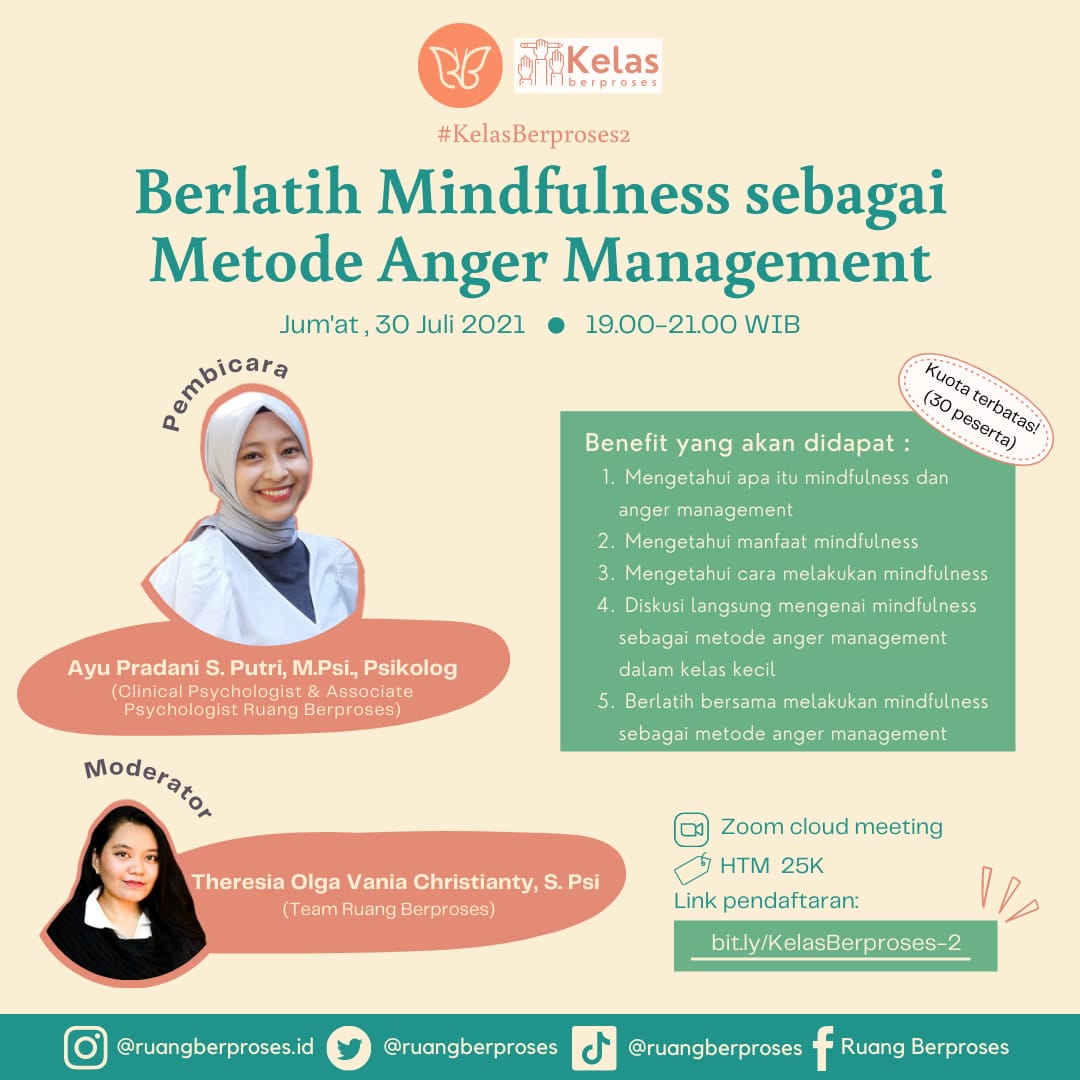 Kelas
berproses
#KelasBerproses2
Berlatih Mindfulness sebagai
Metode Anger Management
Jum'at , 30 Juli 2021 ● 19.00-21.00 WIB
Pembicara
Ayu Pradani S. Putri, M.Psi., Psikolog
(Clinical Psychologist & Associate
Psychologist Ruang Berproses)
Kuota terbatas!
(30 peserta)
Benefit yang akan didapat :
1. Mengetahui apa itu mindfulness dan
anger management
2. Mengetahui manfaat mindfulness
3. Mengetahui cara melakukan mindfulness
4. Diskusi langsung mengenai mindfulness
sebagai metode anger management
dalam kelas kecil
5. Berlatih bersama melakukan mindfulness
sebagai metode anger management
Moderator
Theresia Olga Vania Christianty, S. Psi
(Team Ruang Berproses)
Zoom cloud meeting
HTM 25K
Link pendaftaran:
bit.ly/KelasBerproses-2
@ruangberproses.id @ruangberproses @ruangberproses Ruang Berproses